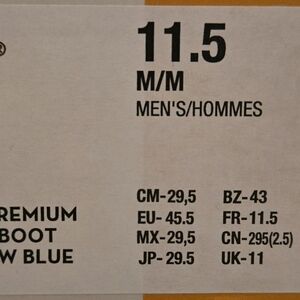 ®
11.5
M/M
MEN'S/HOMMES
REMIUM
BOOT
W BLUE
CM-29,5 BZ-43
EU-45.5 FR-11.5
MX-29,5 CN-295(2.5)
JP-29.5 UK-11